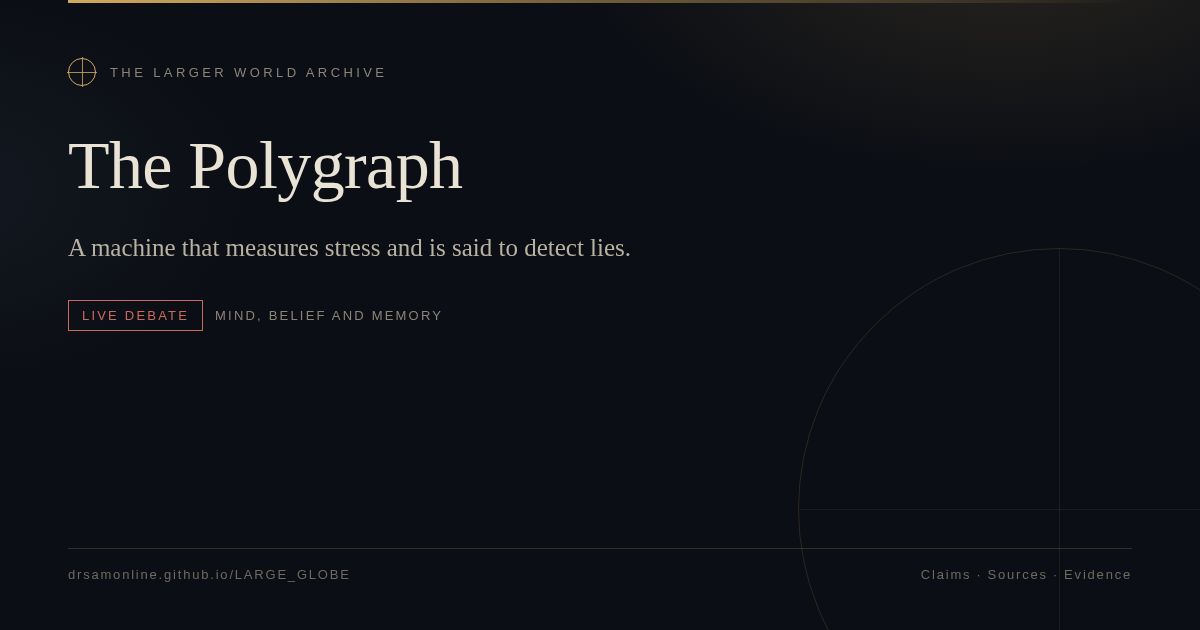 THE LARGER WORLD ARCHIVE
The Polygraph
A machine that measures stress and is said to detect lies.
LIVE DEBATE MIND, BELIEF AND MEMORY
drsamonline.github.io/LARGE_GLOBE Claims · Sources · Evidence